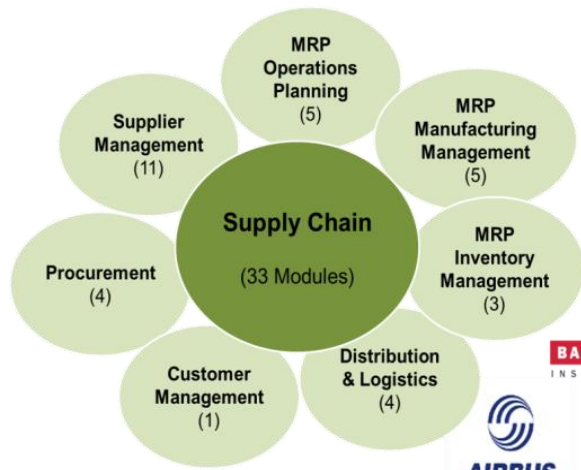 MRP
Operations
Planning
(5)
MRP
Manufacturing
Management
(5)
MRP
Inventory
Management
(3)
Distribution
& Logistics
(4)
Customer
Management
(1)
Procurement
(4)
Supplier
Management
(11)
Supply Chain
(33 Modules)
BA
INS
AIRBUS